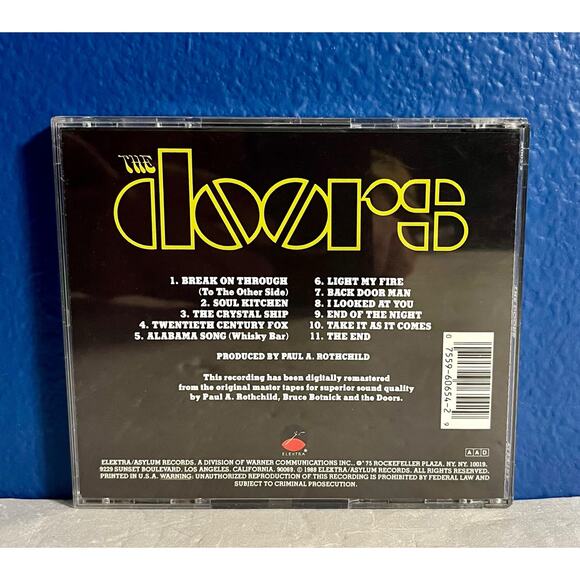 THE
doors
1. BREAK ON THROUGH
(To The Other Side)
2. SOUL KITCHEN
3. THE CRYSTAL SHIP
4. TWENTIETH CENTURY FOX
5. ALABAMA SONG (Whisky Bar)
6. LIGHT MY FIRE
7. BACK DOOR MAN
8. I LOOKED AT YOU
9. END OF THE NIGHT
10. TAKE IT AS IT COMES
11. THE END
PRODUCED BY PAUL A. ROTHCHILD
This recording has been digitally remastered
from the original master tapes for superior sound quality
by Paul A. Rothchild, Bruce Botnick and the Doors.
0 7559-60654-2 9
ELEKTRA
AAD
ELEKTRA/ASYLUM RECORDS. A DIVISION OF WARNER COMMUNICATIONS INC., ℗* 75 ROCKEFELLER PLAZA, NY, NY. 10019.
9229 SUNSET BOULEVARD. LOS ANGELES. CALIFORNIA. 90069. © 1988 ELEKTRA/ASYLUM RECORDS. ALL RIGHTS RESERVED.
PRINTED IN U.S.A. WARNING: UNAUTHORIZED REPRODUCTION OF THIS RECORDING IS PROHIBITED BY FEDERAL LAW AND
SUBJECT TO CRIMINAL PROSECUTION.